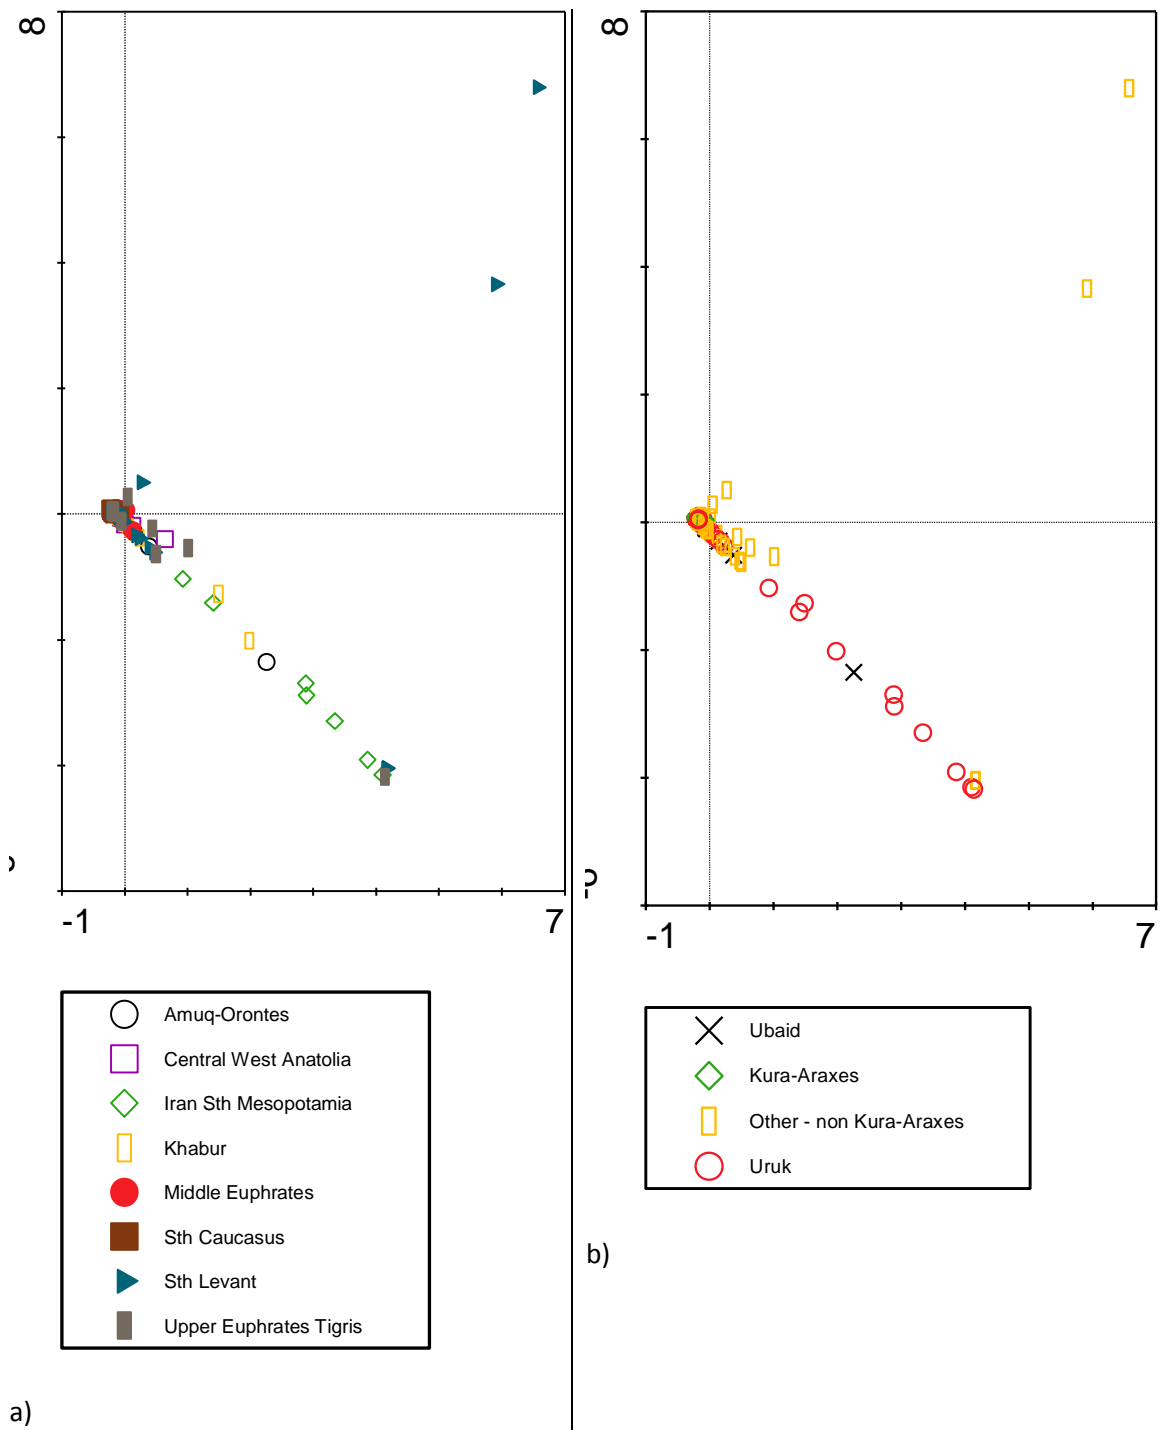 8
-1 7
Amuq-Orontes
Central West Anatolia
Iran Sth Mesopotamia
Khabur
Middle Euphrates
Sth Caucasus
Sth Levant
Upper Euphrates Tigris
a)
8
-1 7
Ubaid
Kura-Araxes
Other - non Kura-Araxes
Uruk
b)